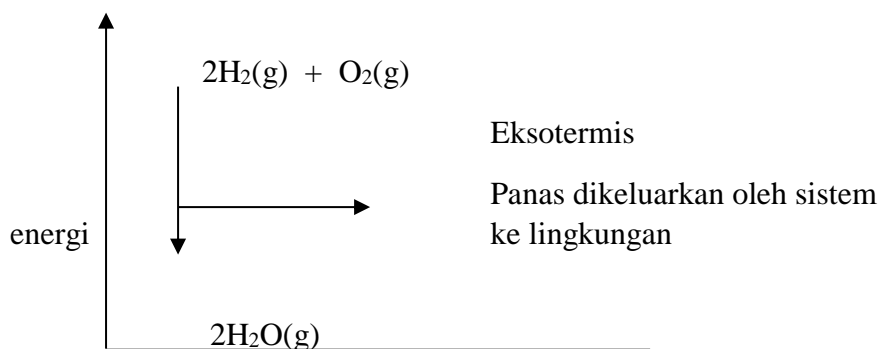 2H₂(g) + O₂(g)
Eksotermis
Panas dikeluarkan oleh sistem
ke lingkungan
energi
2H₂O(g)